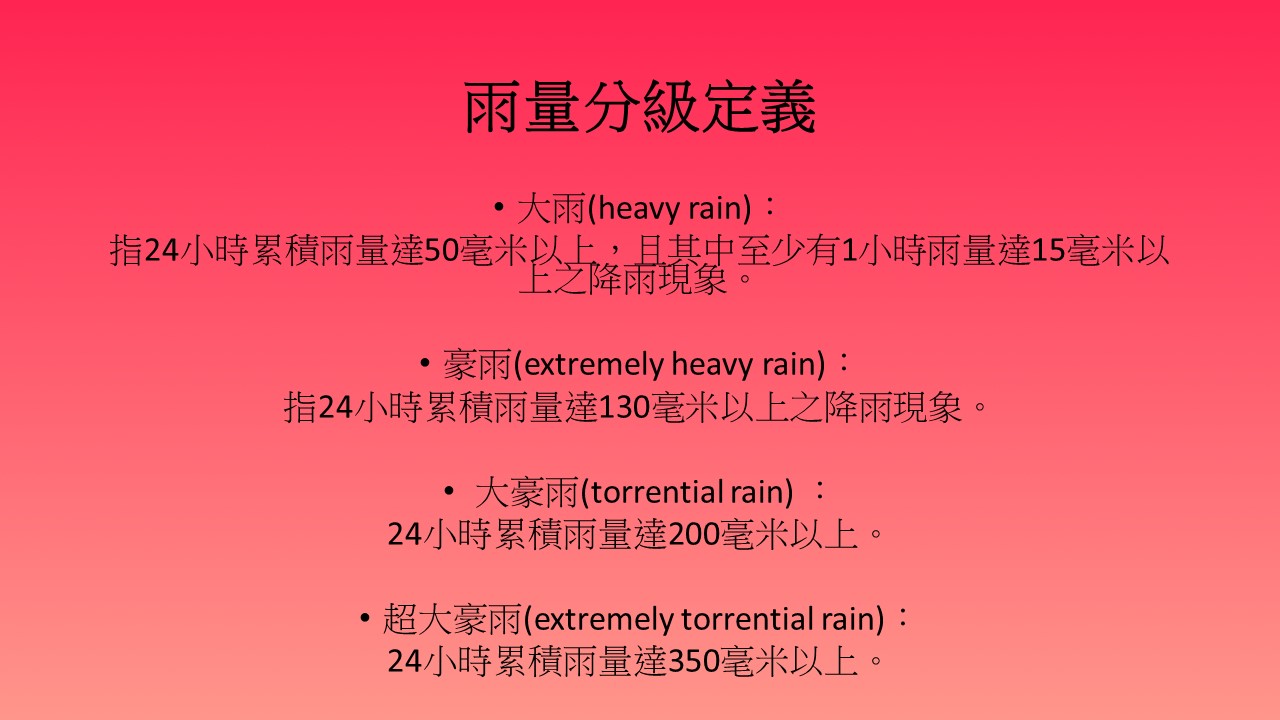 雨量分級定義
• 大雨(heavy rain)：
指24小時累積雨量達50毫米以上，且其中至少有1小時雨量達15毫米以
上之降雨現象。
• 豪雨(extremely heavy rain)：
指24小時累積雨量達130毫米以上之降雨現象。
• 大豪雨(torrential rain) ：
24小時累積雨量達200毫米以上。
• 超大豪雨(extremely torrential rain)：
24小時累積雨量達350毫米以上。